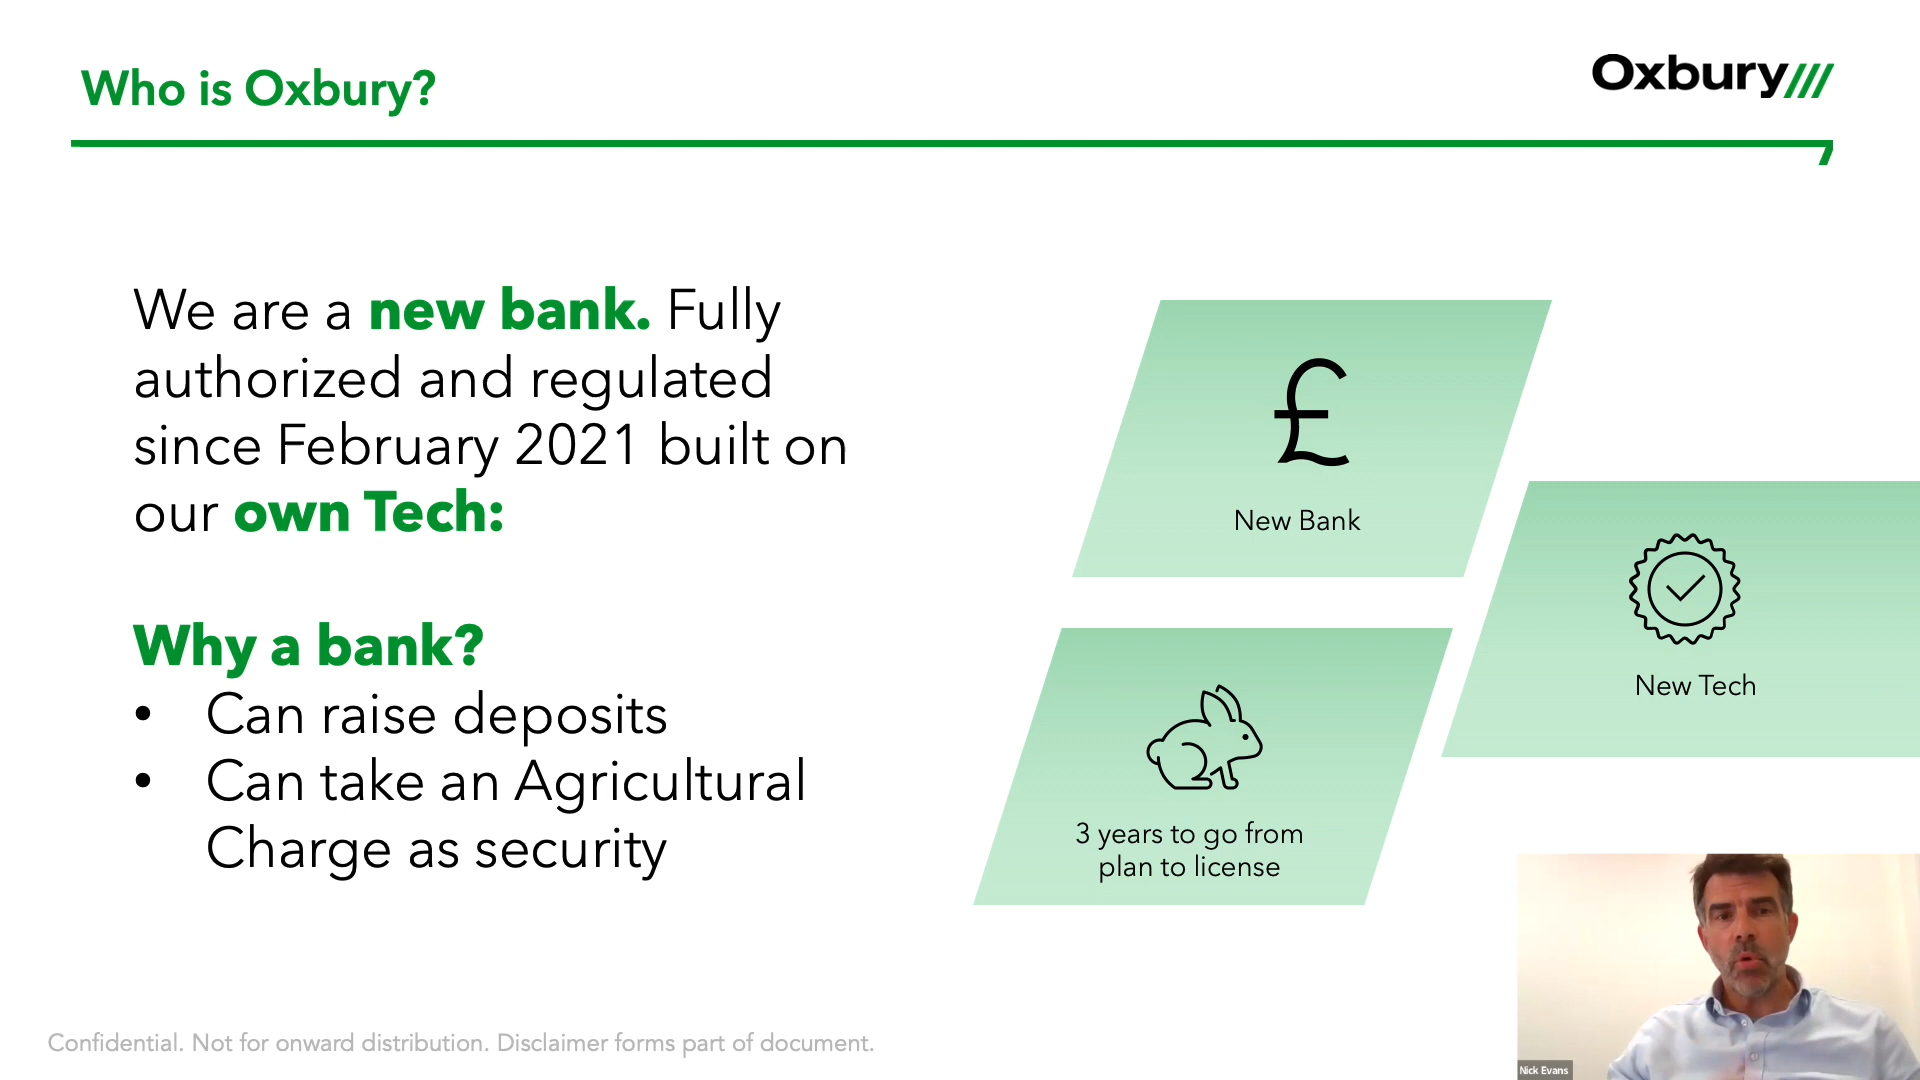 Who is Oxbury?
Oxbury
We are a new bank. Fully
authorized and regulated
since February 2021 built on
our own Tech:
Why a bank?
• Can raise deposits
• Can take an Agricultural
Charge as security
£
New Bank
New Tech
3 years to go from
plan to license
Confidential. Not for onward distribution. Disclaimer forms part of document.
Nick Evans